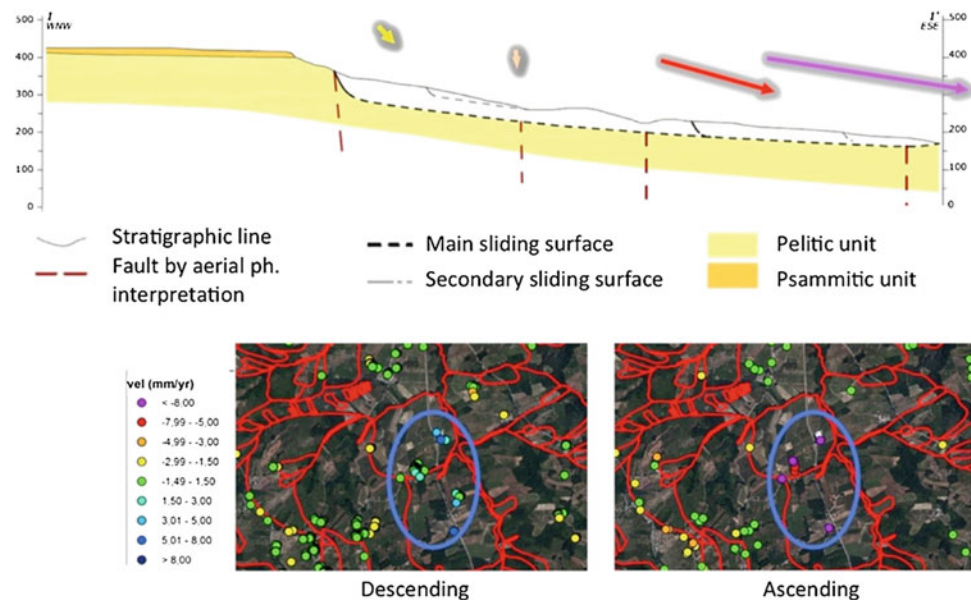 1
WNW
1'
ESE
500
400
300
200
100
0
500
400
300
200
100
0
Stratigraphic line
Fault by aerial ph.
interpretation
Main sliding surface
Secondary sliding surface
Pelitic unit
Psammitic unit
vel (mm/yr)
< -8.00
-7,99 - -5,00
-4,99 - -3,00
-2,99 - -1,50
-1,49 - 1,50
1.50 - 3.00
3.01 - 5,00
5,01 - 8,00
> 8,00
Descending
Ascending